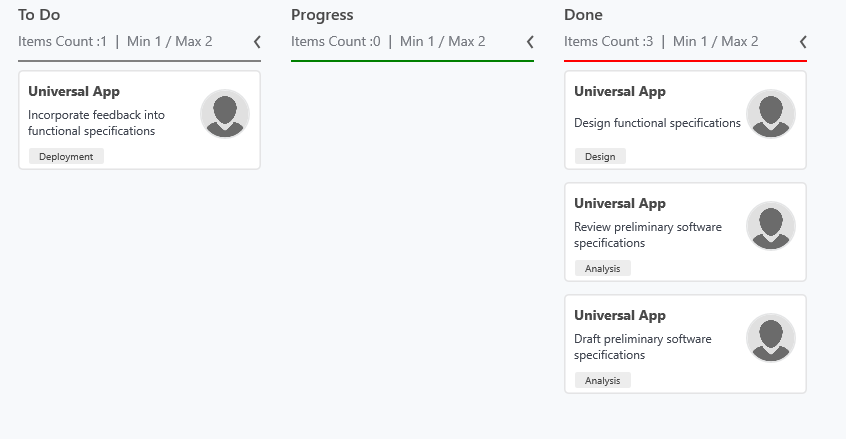 To Do
Items Count :1 | Min 1 / Max 2
Universal App
Incorporate feedback into
functional specifications
Deployment
Progress
Items Count :0 | Min 1 / Max 2
Done
Items Count :3 | Min 1 / Max 2
Universal App
Design functional specifications
Design
Universal App
Review preliminary software
specifications
Analysis
Universal App
Draft preliminary software
specifications
Analysis